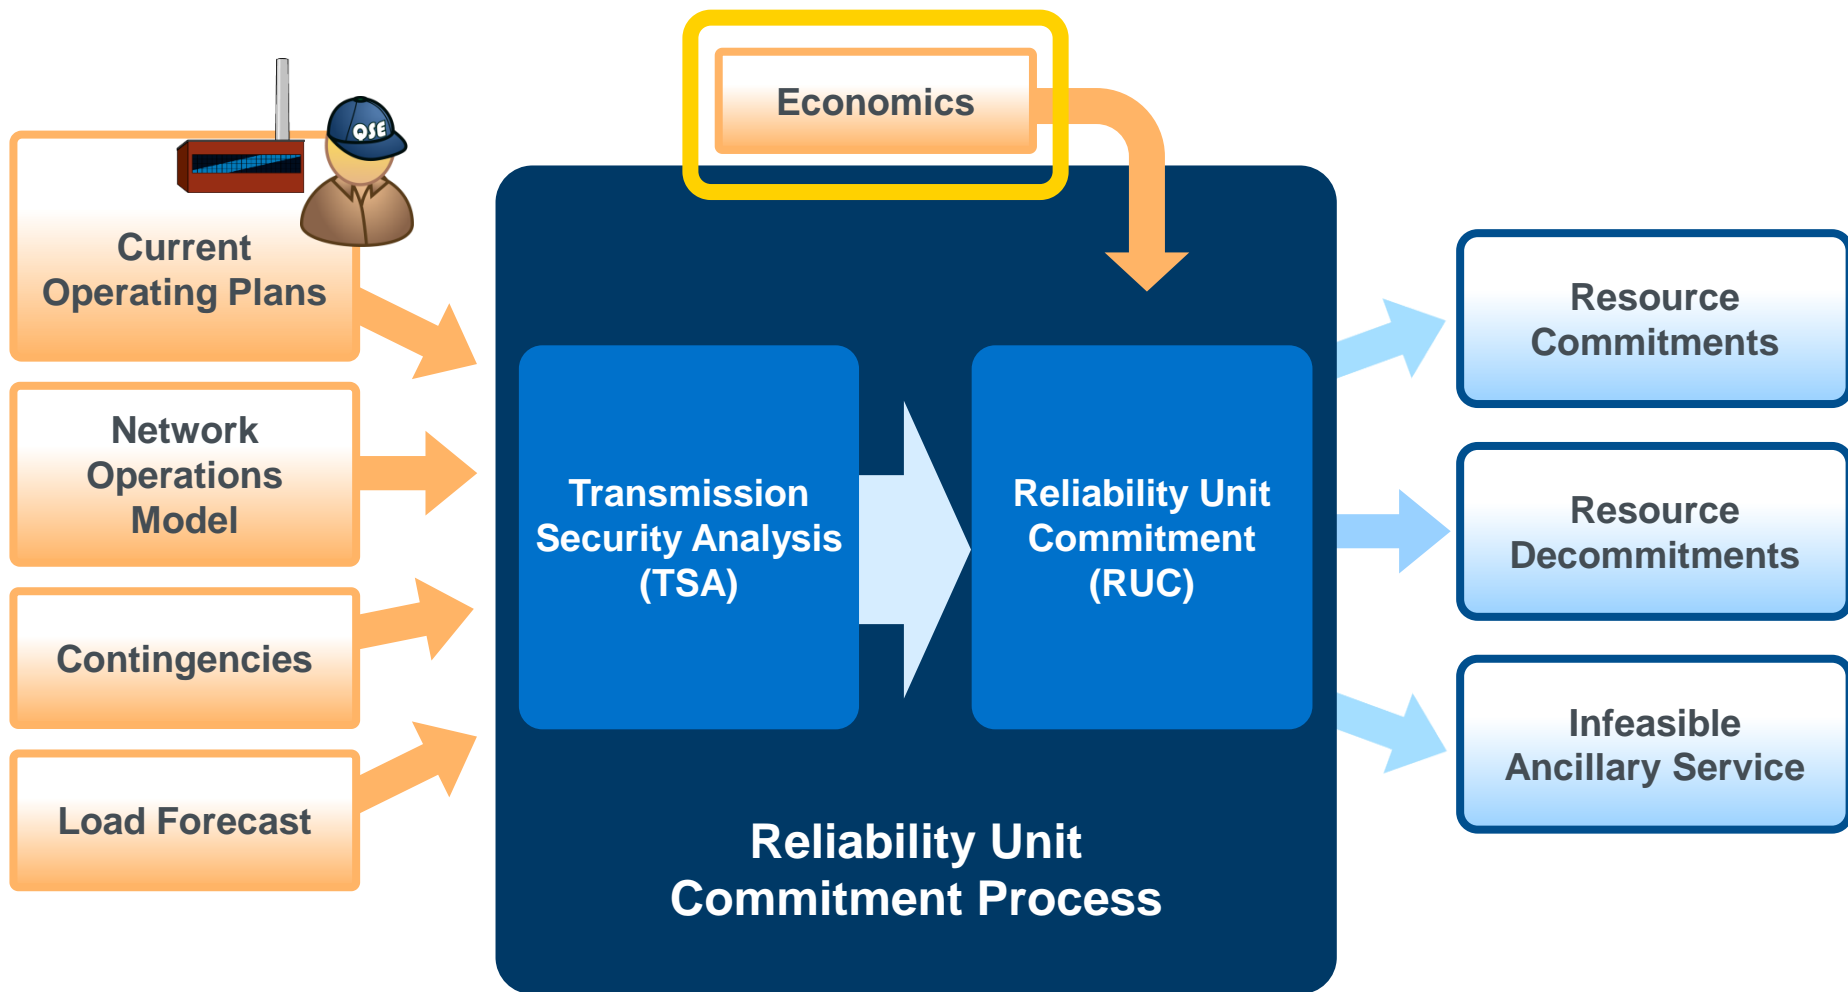 Economics
QSE
Current
Operating Plans
Network
Operations
Model
Contingencies
Load Forecast
Transmission
Security Analysis
(TSA)
Reliability Unit
Commitment
(RUC)
Reliability Unit
Commitment Process
Resource
Commitments
Resource
Decommitments
Infeasible
Ancillary Service